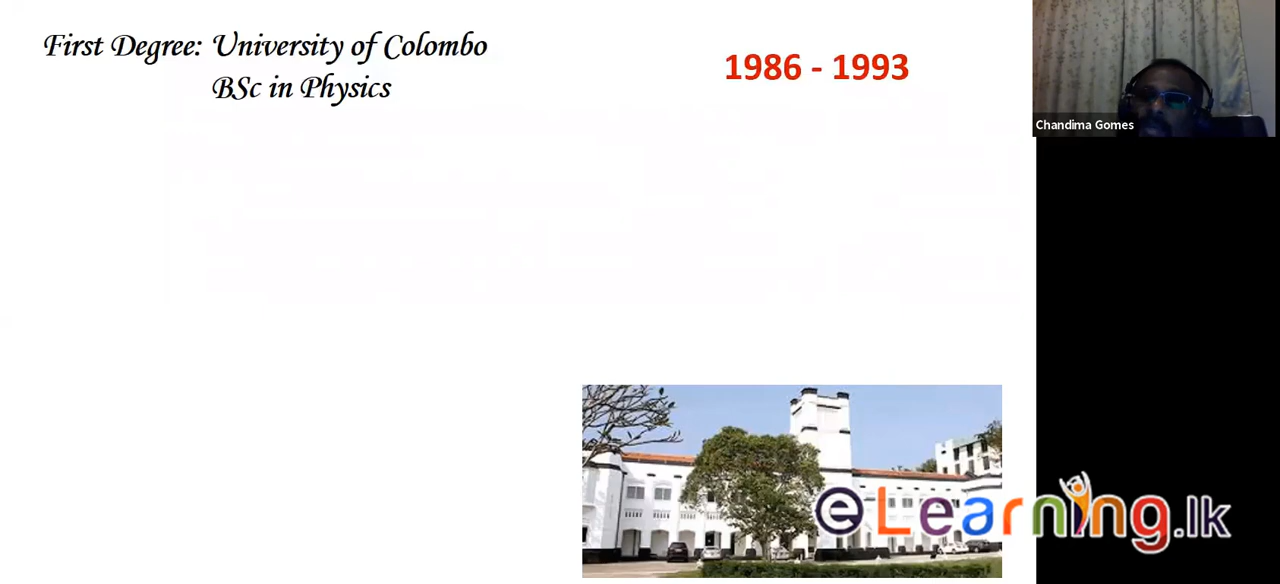 First Degree: University of Colombo
BSc in Physics
1986 - 1993
Chandima Gomes
eLearning.lk